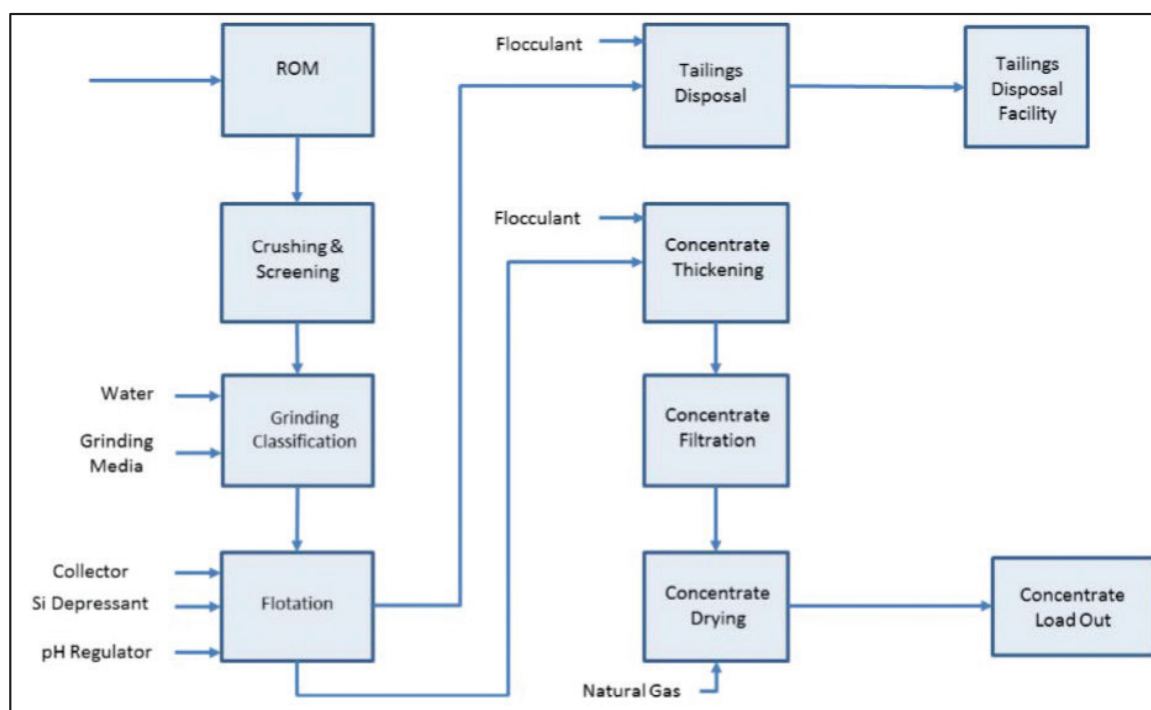 ROM
Crushing &
Screening
Water
Grinding
Media
Grinding
Classification
Collector
Si Depressant
pH Regulator
Flotation
Flocculant
Tailings
Disposal
Tailings
Disposal
Facility
Flocculant
Concentrate
Thickening
Concentrate
Filtration
Concentrate
Drying
Natural Gas
Concentrate
Load Out